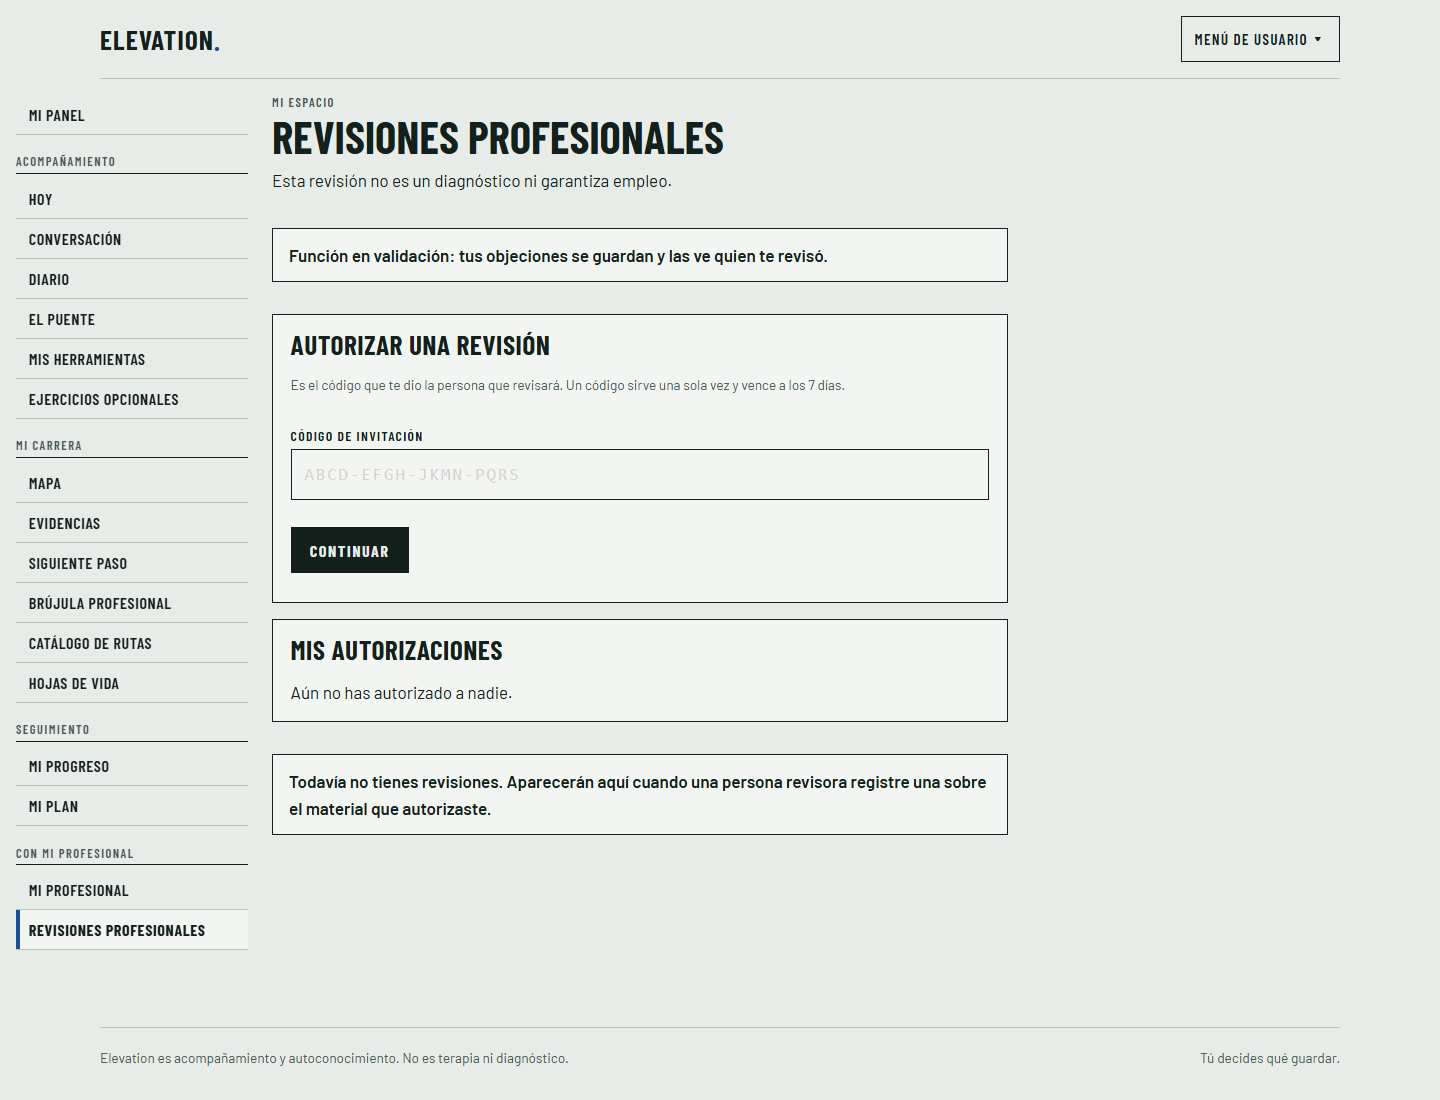 ELEVATION.
MENÚ DE USUARIO
MI PANEL
ACOMPAÑAMIENTO
HOY
CONVERSACIÓN
DIARIO
EL PUENTE
MIS HERRAMIENTAS
EJERCICIOS OPCIONALES
MI CARRERA
MAPA
EVIDENCIAS
SIGUIENTE PASO
BRÚJULA PROFESIONAL
CATÁLOGO DE RUTAS
HOJAS DE VIDA
SEGUIMIENTO
MI PROGRESO
MI PLAN
CON MI PROFESIONAL
MI PROFESIONAL
REVISIONES PROFESIONALES
MI ESPACIO
REVISIONES PROFESIONALES
Esta revisión no es un diagnóstico ni garantiza empleo.
Función en validación: tus objeciones se guardan y las ve quien te revisó.
AUTORIZAR UNA REVISIÓN
Es el código que te dio la persona que revisará. Un código sirve una sola vez y vence a los 7 días.
CÓDIGO DE INVITACIÓN
ABCD-EFGH-JKMN-PQRS
CONTINUAR
MIS AUTORIZACIONES
Aún no has autorizado a nadie.
Todavía no tienes revisiones. Aparecerán aquí cuando una persona revisora registre una sobre
el material que autorizaste.
Elevation es acompañamiento y autoconocimiento. No es terapia ni diagnóstico.
Tú decides qué guardar.